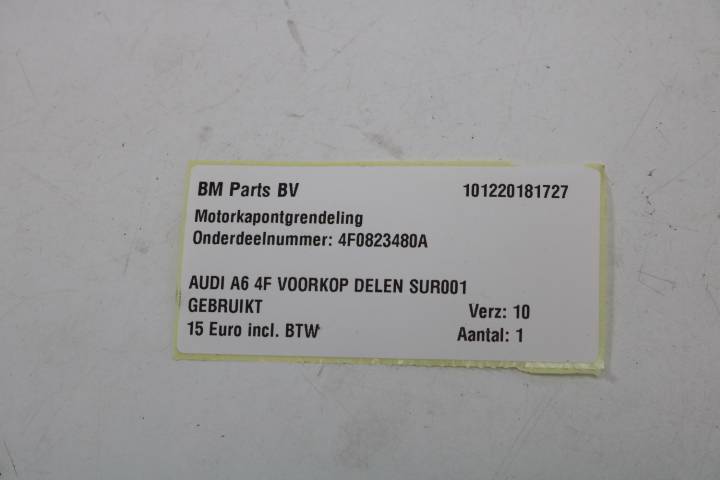 BM Parts BV 101220181727
Motorkapontgrendeling
Onderdeelnummer: 4F0823480A
AUDI A6 4F VOORKOP DELEN SUR001
GEBRUIKT Verz: 10
15 Euro incl. BTW Aantal: 1